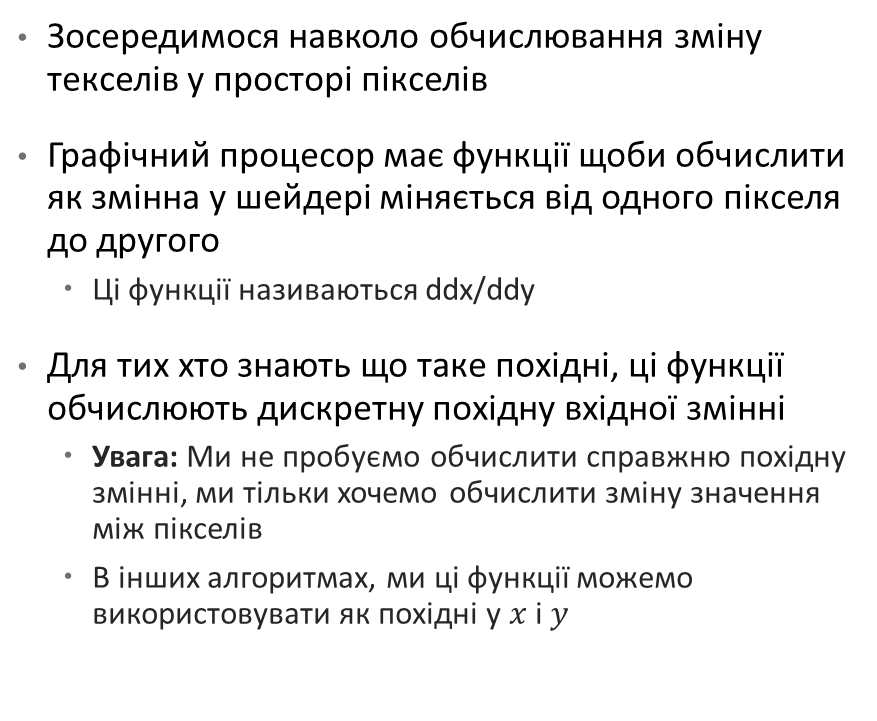 • Зосередимося навколо обчислювання зміну
текселів у просторі пікселів
• Графічний процесор має функції щоби обчислити
як змінна у шейдері міняється від одного пікселя
до другого
• Ці функції називаються ddx/ddy
• Для тих хто знають що таке похідні, ці функції
обчислюють дискретну похідну вхідної змінні
• Увага: Ми не пробуємо обчислити справжню похідну
змінні, ми тільки хочемо обчислити зміну значення
між пікселів
• В інших алгоритмах, ми ці функції можемо
використовувати як похідні у x і y